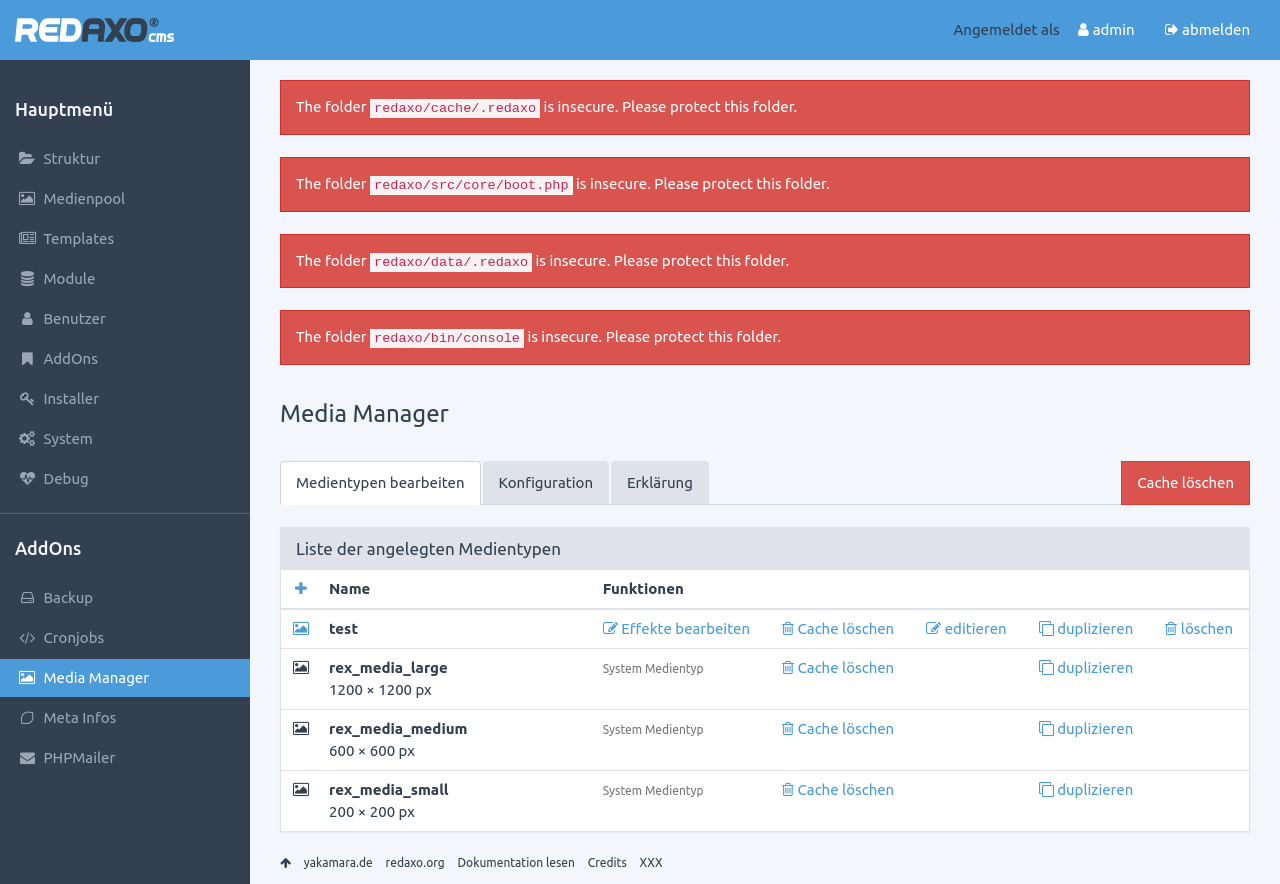 REDAXO® cms
Angemeldet als admin abmelden
Hauptmenü
Struktur
Medienpool
Templates
Module
Benutzer
AddOns
Installer
System
Debug
AddOns
Backup
Cronjobs
Media Manager
Meta Infos
PHPMailer
The folder redaxo/cache/.redaxo is insecure. Please protect this folder.
The folder redaxo/src/core/boot.php is insecure. Please protect this folder.
The folder redaxo/data/.redaxo is insecure. Please protect this folder.
The folder redaxo/bin/console is insecure. Please protect this folder.
Media Manager
Medientypen bearbeiten Konfiguration Erklärung Cache löschen
Liste der angelegten Medientypen
Name Funktionen
test Effekte bearbeiten Cache löschen editieren duplizieren löschen
rex_media_large System Medientyp Cache löschen duplizieren
1200 × 1200 px
rex_media_medium System Medientyp Cache löschen duplizieren
600 × 600 px
rex_media_small System Medientyp Cache löschen duplizieren
200 × 200 px
yakamara.de redaxo.org Dokumentation lesen Credits XXX